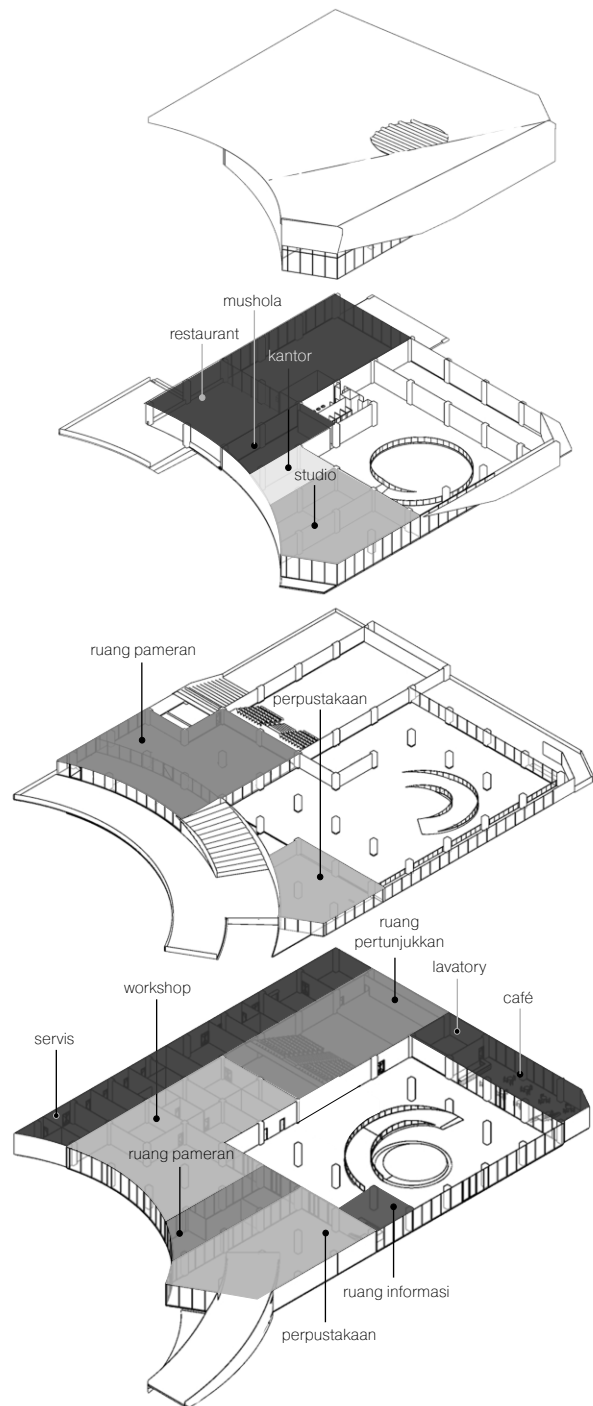 mushola
restaurant
kantor
studio
ruang pameran
perpustakaan
ruang
pertunjukkan
lavatory
workshop
café
servis
ruang pameran
ruang informasi
perpustakaan